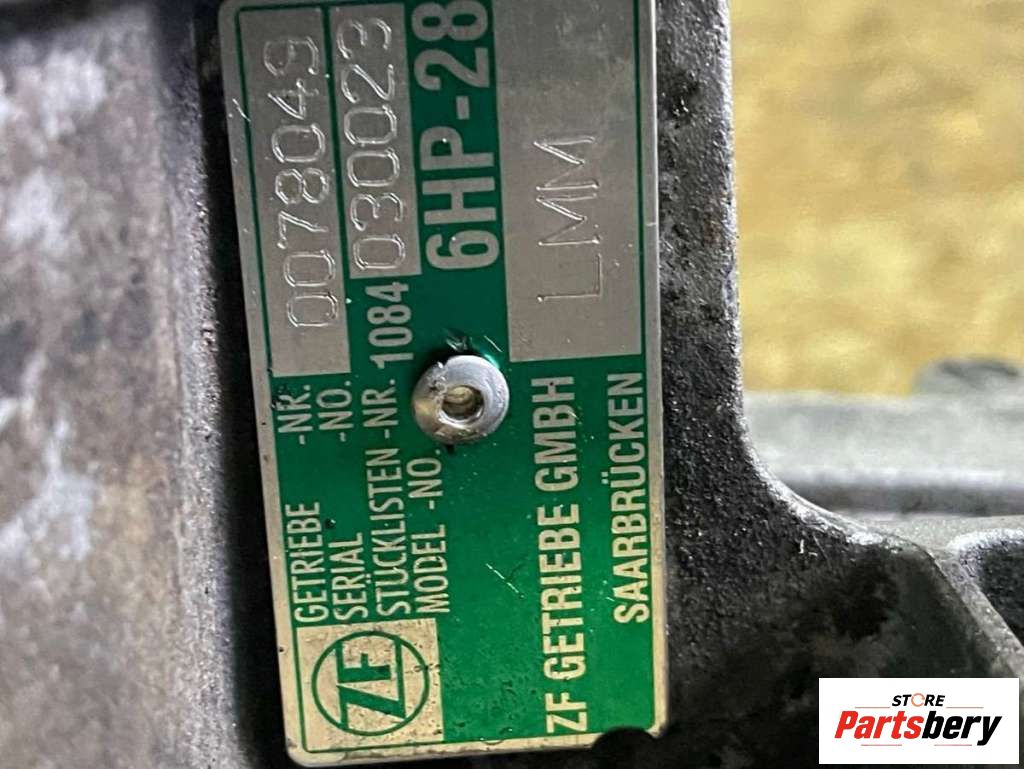 GETRIEBE -NR. 0078049
SERIAL -NO.
STÜCKLISTEN -NR. 1084 030023
MODEL -NO.
6HP-28
LMM
ZF
ZF GETRIEBE GMBH
SAARBRÜCKEN
STORE
Partsbery